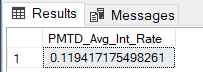 Results Messages
PMTD_Avg_Int_Rate
1 0.119417175498261